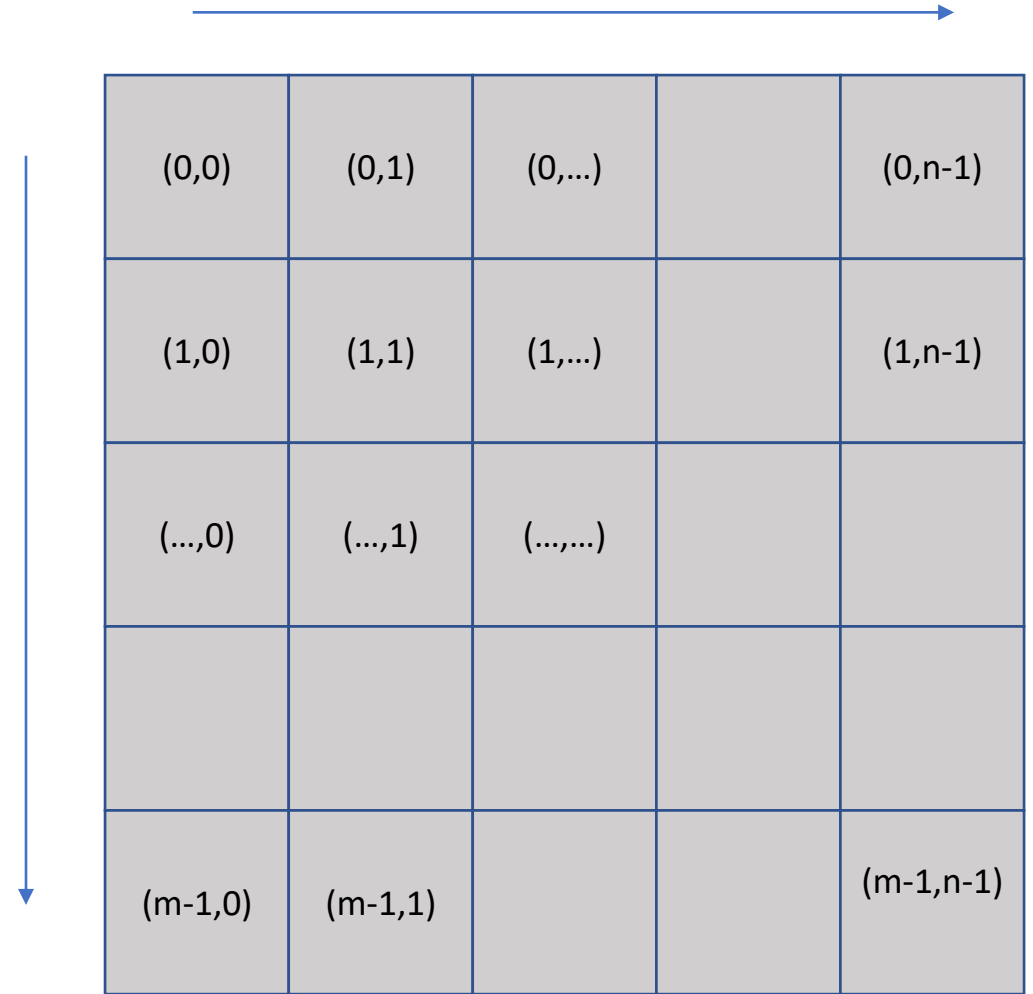 (0,0) (0,1) (0,...) (0,n-1)
(1,0) (1,1) (1,...) (1,n-1)
(...,0) (...,1) (...,...)
(m-1,0) (m-1,1) (m-1,n-1)